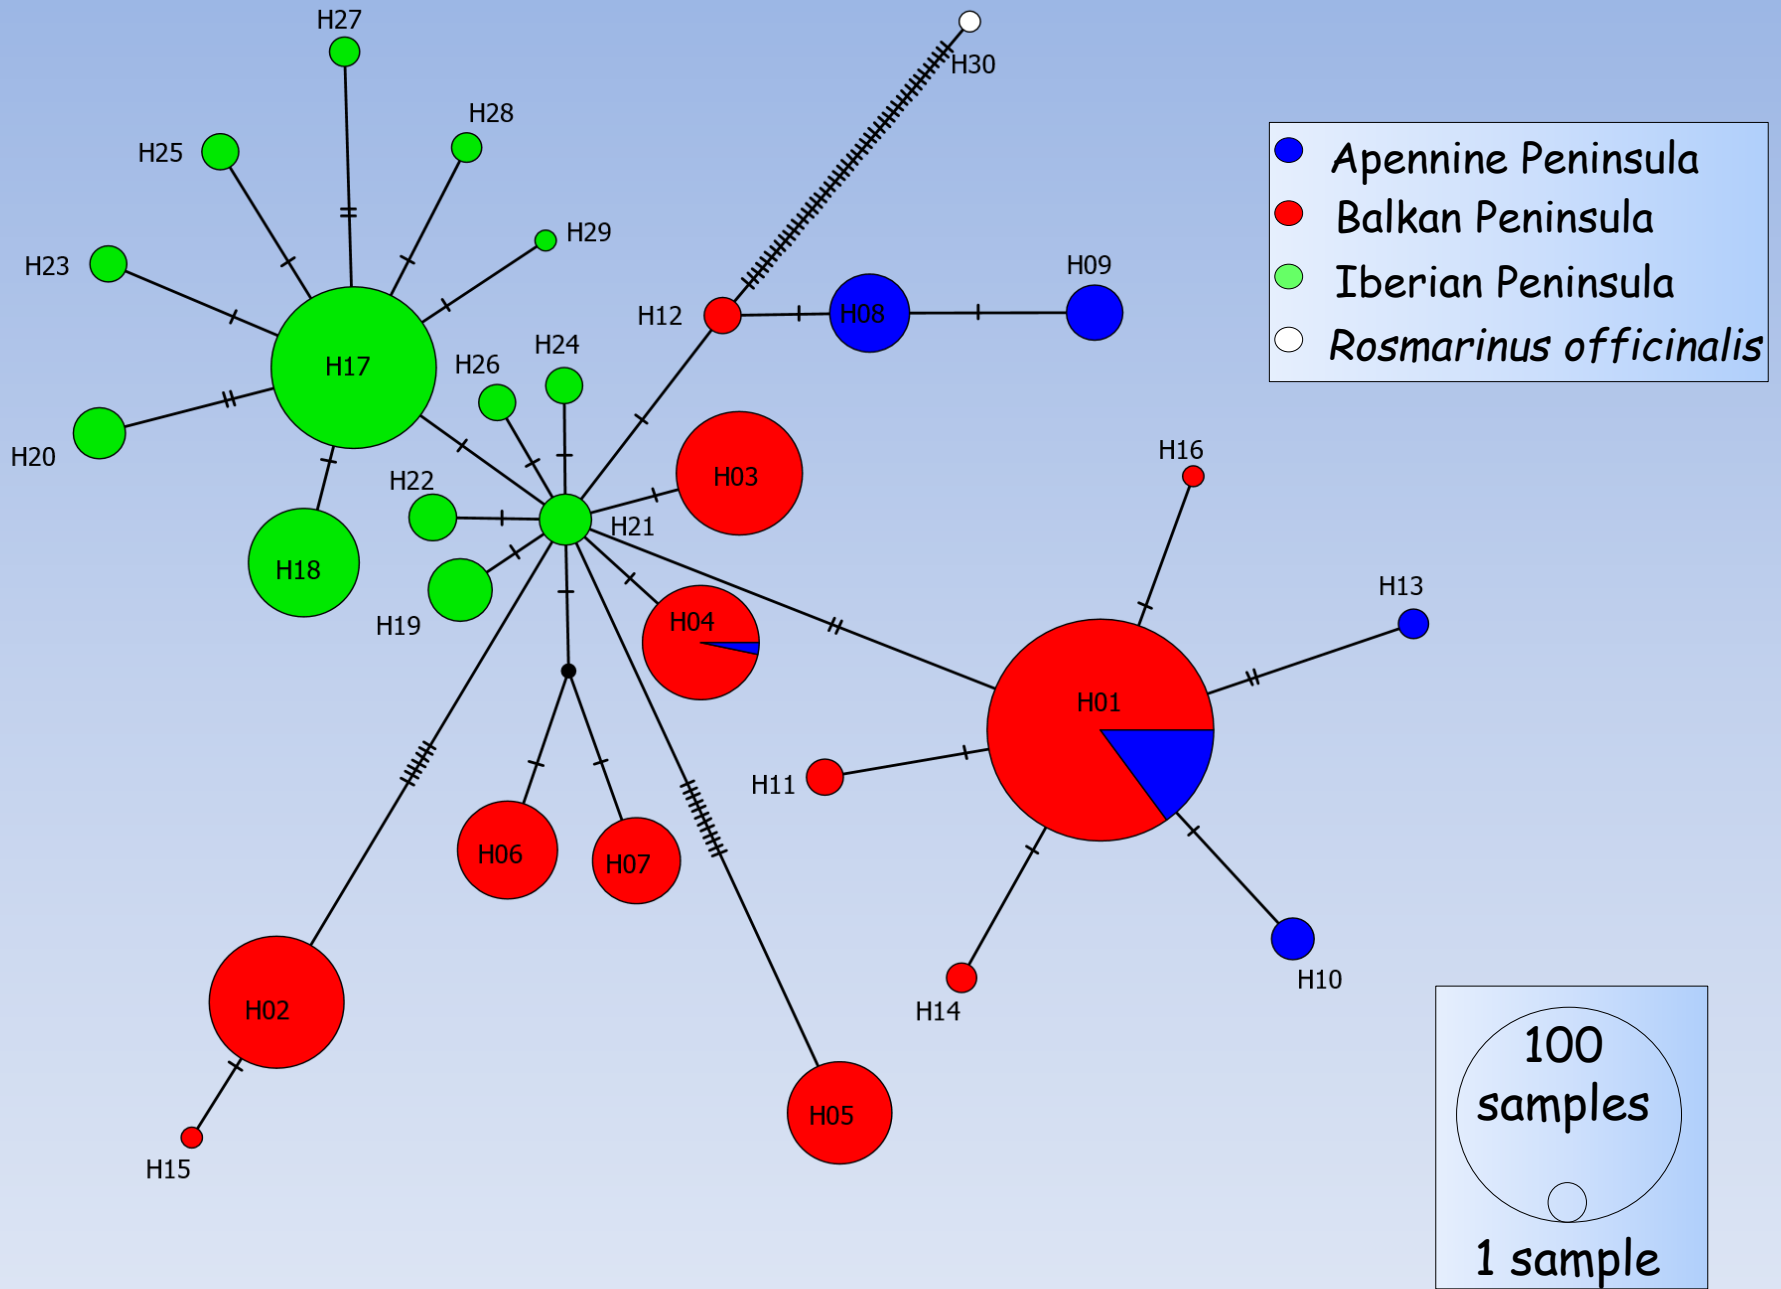 H27
H30
H28
H25
Apennine Peninsula
Balkan Peninsula
Iberian Peninsula
Rosmarinus officinalis
H29
H23
H09
H12
H08
H17
H24
H26
H20
H22
H03
H16
H21
H18
H19
H04
H13
H01
H11
H06
H07
H10
H14
H02
H05
H15
100
samples
1 sample